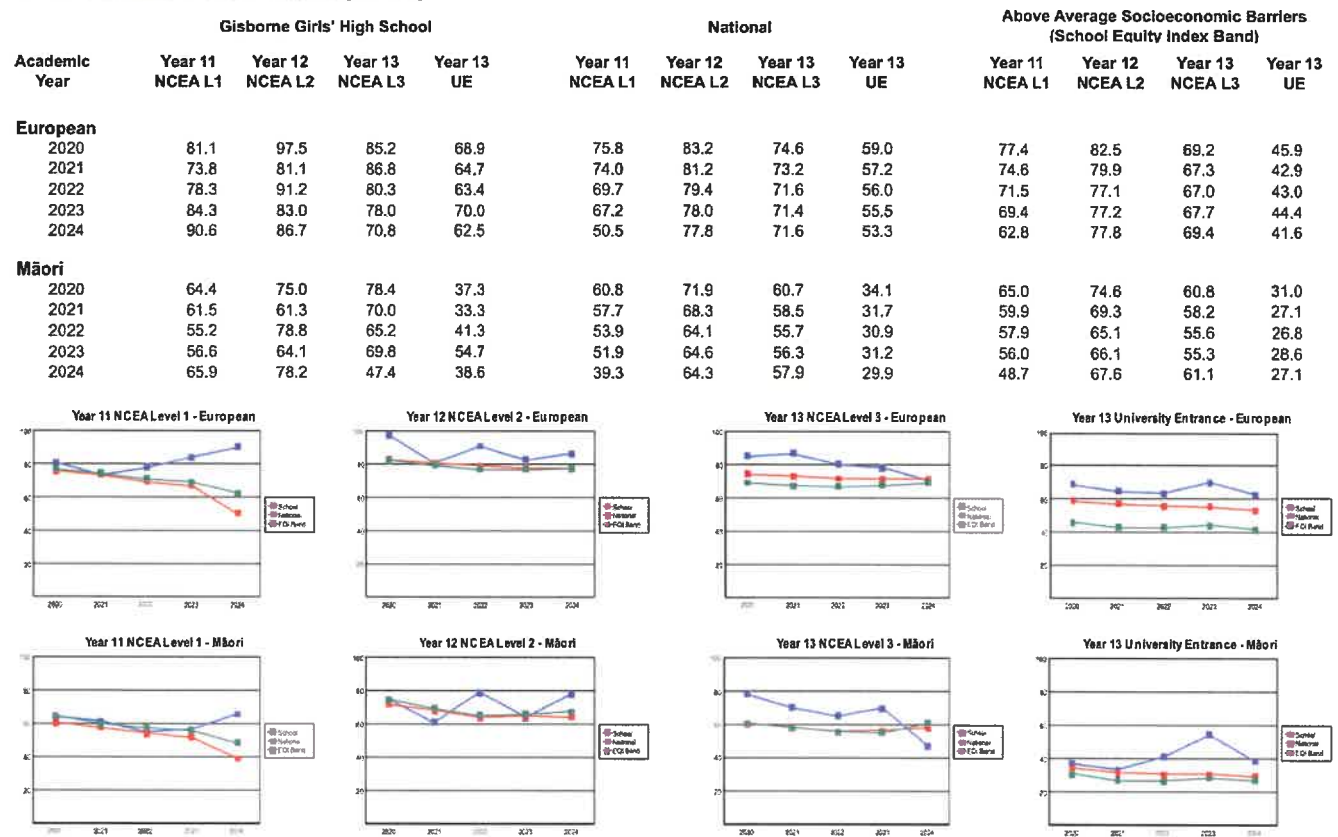 Gisborne Girls' High School National Above Average Socioeconomic Barriers
(School Equity Index Band)
Academic Year 11 Year 12 Year 13 Year 13 Year 11 Year 12 Year 13 Year 13 Year 11 Year 12 Year 13 Year 13
Year NCEA L1 NCEA L2 NCEA L3 UE NCEA L1 NCEA L2 NCEA L3 UE NCEA L1 NCEA L2 NCEA L3 UE
European
2020 81.1 97.5 85.2 68.9 75.8 83.2 74.6 59.0 77.4 82.5 69.2 45.9
2021 73.8 81.1 86.8 64.7 74.0 81.2 73.2 57.2 74.6 79.9 67.3 42.9
2022 78.3 91.2 80.3 63.4 69.7 79.4 71.6 56.0 71.5 77.1 67.0 43.0
2023 84.3 83.0 78.0 70.0 67.2 78.0 71.4 55.5 69.4 77.2 67.7 44.4
2024 90.6 86.7 70.8 62.5 50.5 77.8 71.6 53.3 62.8 77.8 69.4 41.6
Māori
2020 64.4 75.0 78.4 37.3 60.8 71.9 60.7 34.1 65.0 74.6 60.8 31.0
2021 61.5 61.3 70.0 33.3 57.7 68.3 58.5 31.7 59.9 69.3 58.2 27.1
2022 55.2 78.8 65.2 41.3 53.9 64.1 55.7 30.9 57.9 65.1 55.6 26.8
2023 56.6 64.1 69.8 54.7 51.9 64.6 56.3 31.2 56.0 66.1 55.3 28.6
2024 65.9 78.2 47.4 38.6 39.3 64.3 57.9 29.9 48.7 67.6 61.1 27.1
Year 11 NCEA Level 1 - European Year 12 NCEA Level 2 - European Year 13 NCEA Level 3 - European Year 13 University Entrance - European
School National EQI Band
2020 2021 2022 2023 2024
Year 11 NCEA Level 1 - Māori Year 12 NCEA Level 2 - Māori Year 13 NCEA Level 3 - Māori Year 13 University Entrance - Māori
School National EQI Band
2020 2021 2022 2023 2024